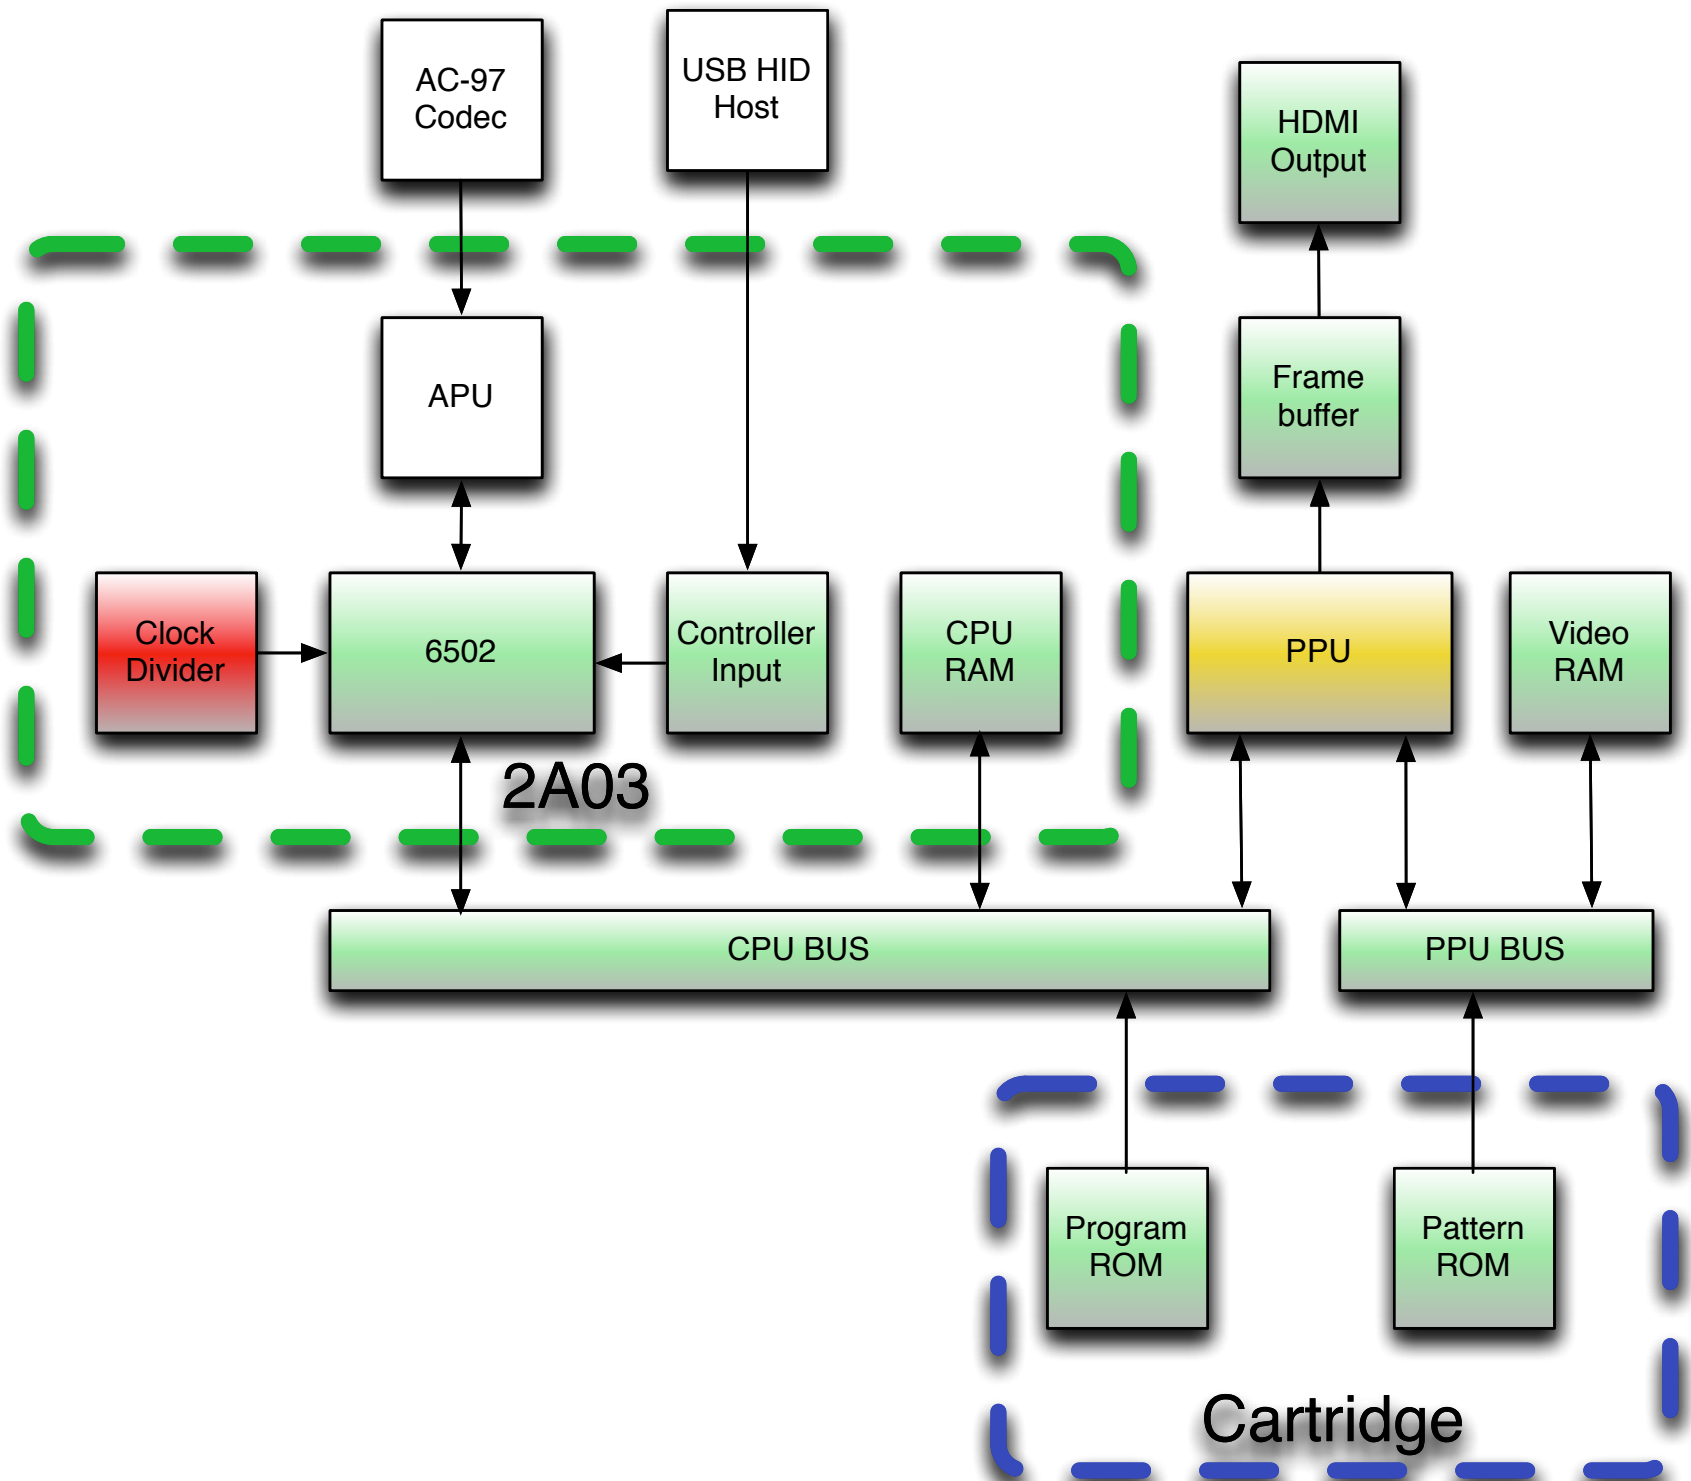 AC-97
Codec
USB HID
Host
HDMI
Output
APU
Frame
buffer
Clock
Divider
6502
Controller
Input
CPU
RAM
PPU
Video
RAM
2A03
CPU BUS
PPU BUS
Program
ROM
Pattern
ROM
Cartridge